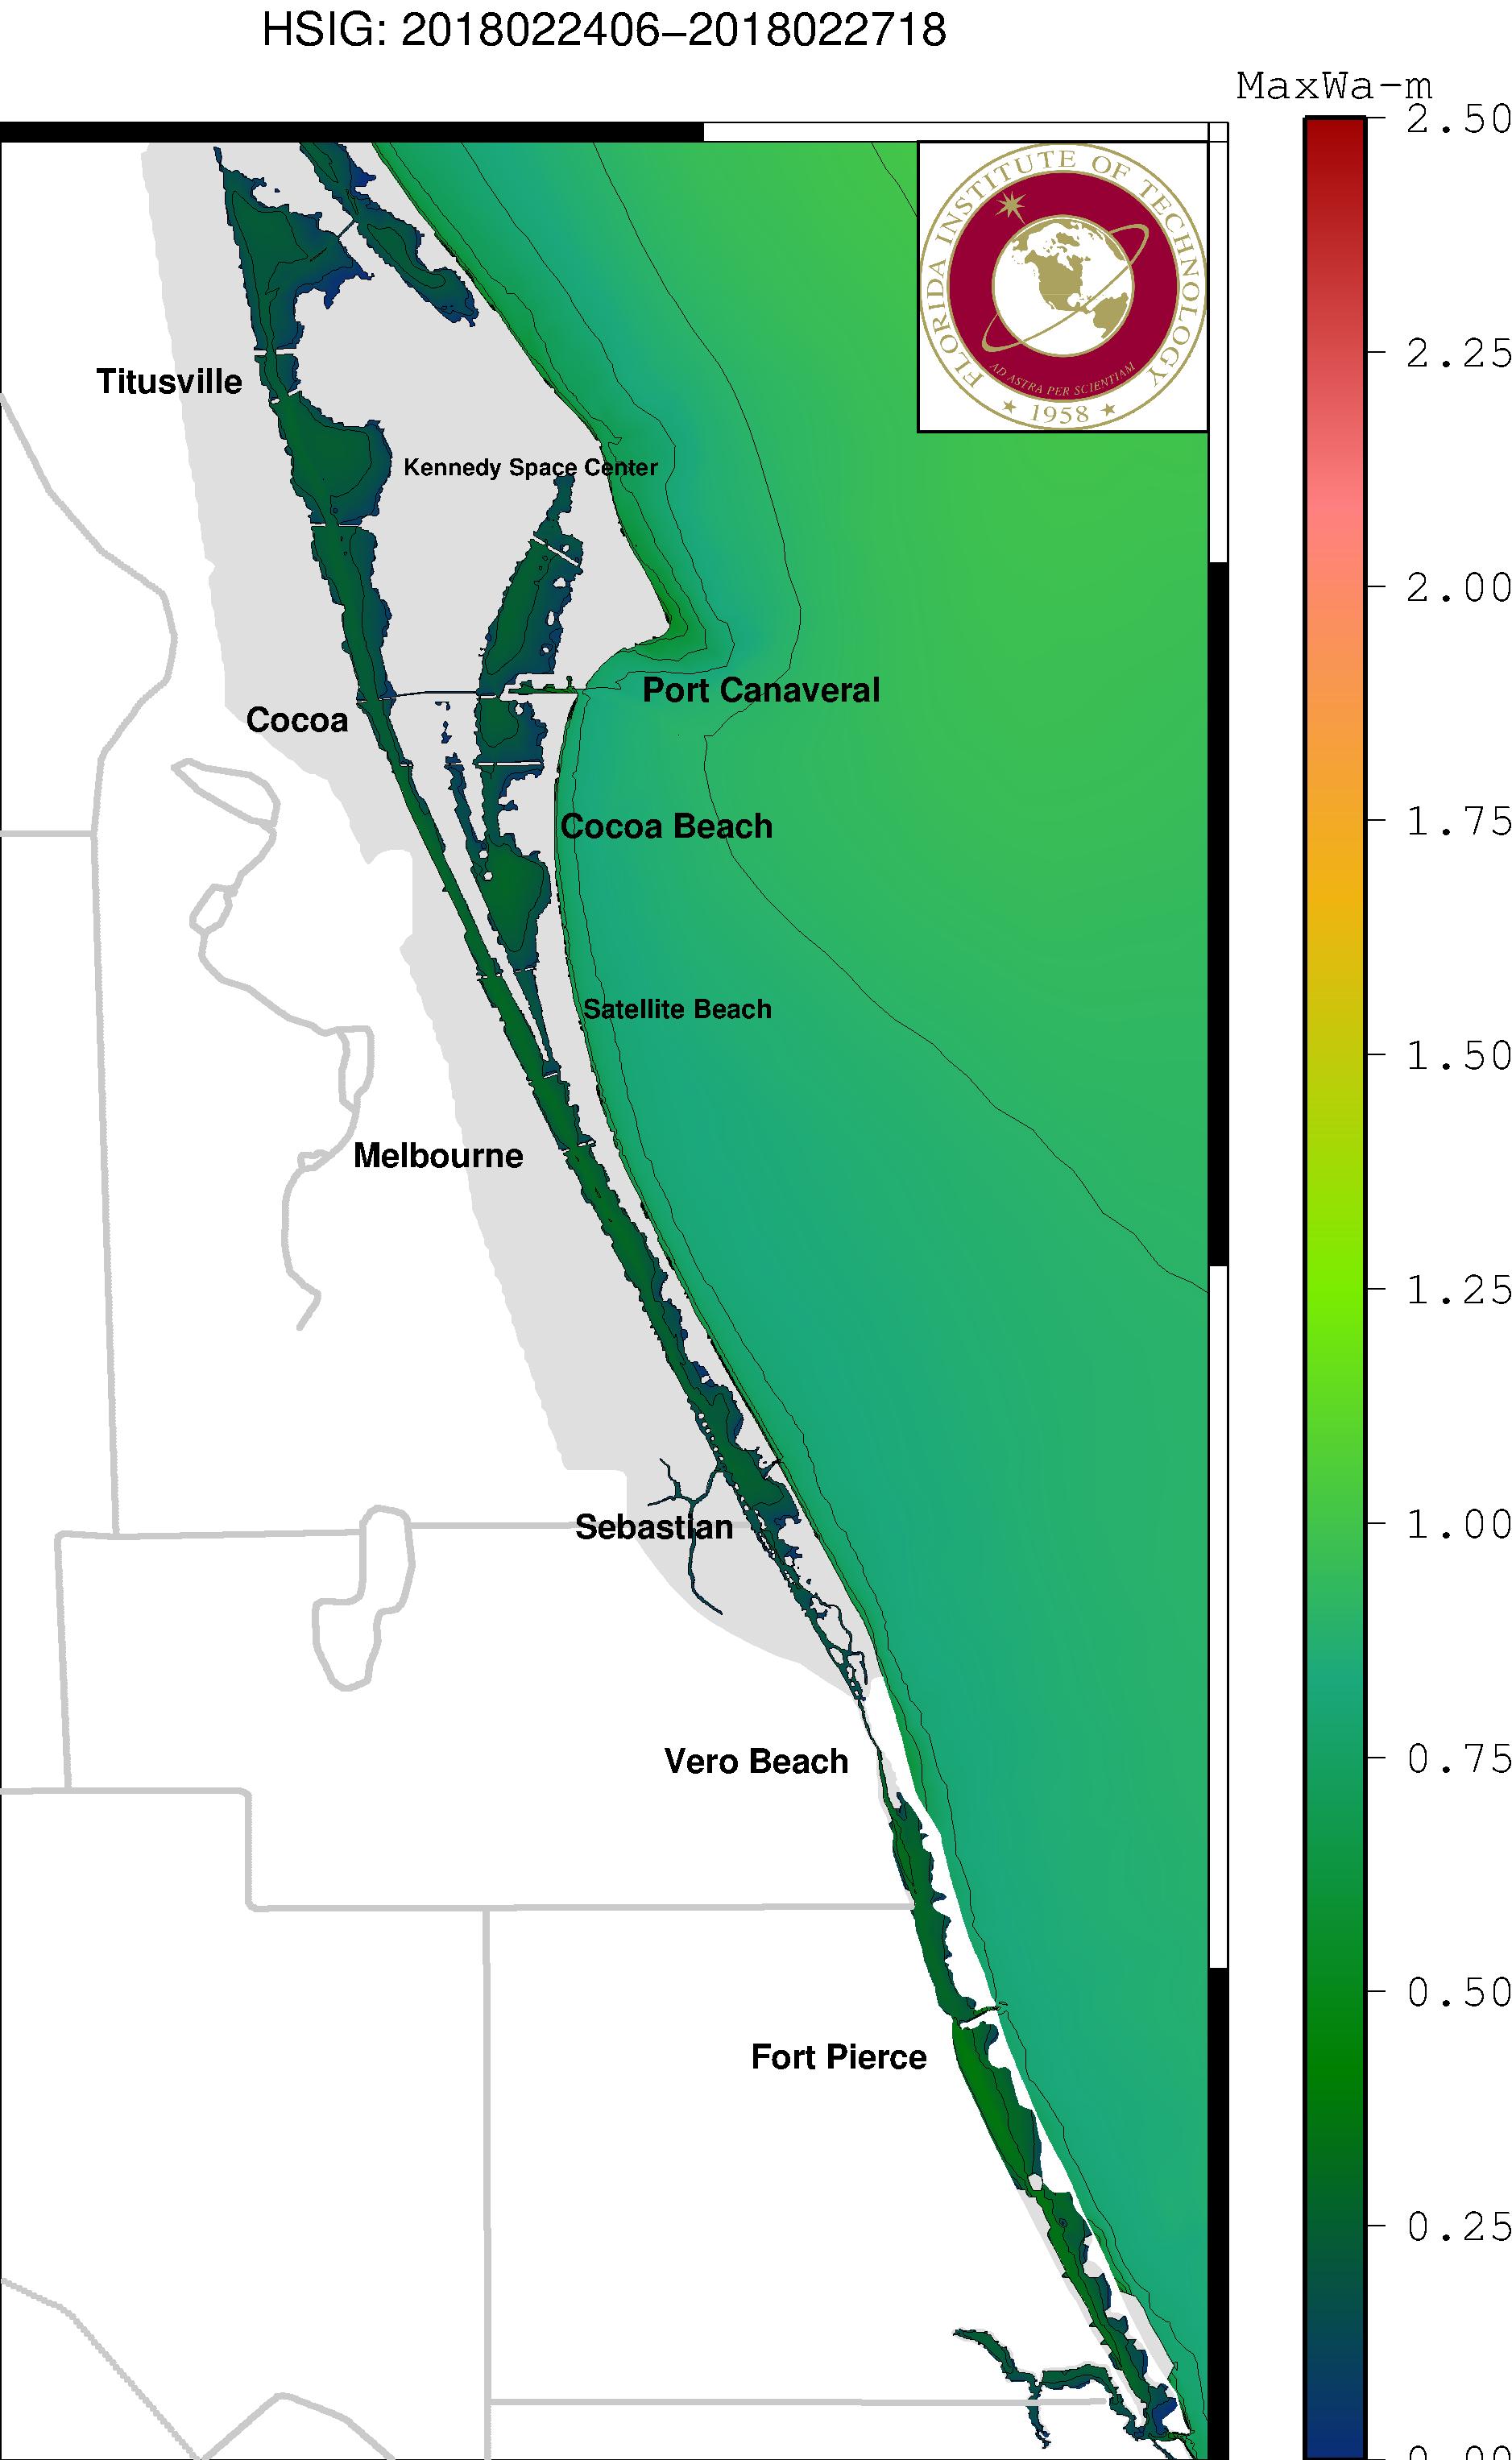 HSIG: 2018022406−2018022718
MaxWa-m
2.50
2.25
2.00
1.75
1.50
1.25
1.00
0.75
0.50
0.25
0.00
FLORIDA INSTITUTE OF TECHNOLOGY
AD ASTRA PER SCIENTIAM
★ 1958 ★
Titusville
Kennedy Space Center
Port Canaveral
Cocoa
Cocoa Beach
Satellite Beach
Melbourne
Sebastian
Vero Beach
Fort Pierce